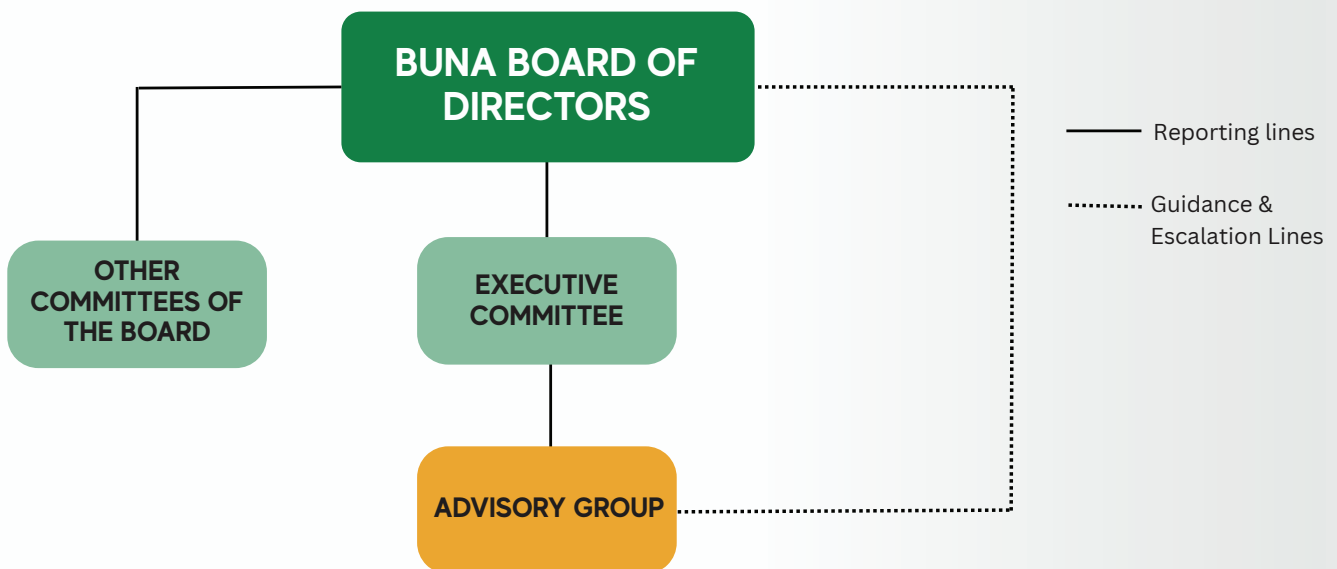 BUNA BOARD OF
DIRECTORS
Reporting lines
Guidance &
Escalation Lines
OTHER
COMMITTEES OF
THE BOARD
EXECUTIVE
COMMITTEE
ADVISORY GROUP